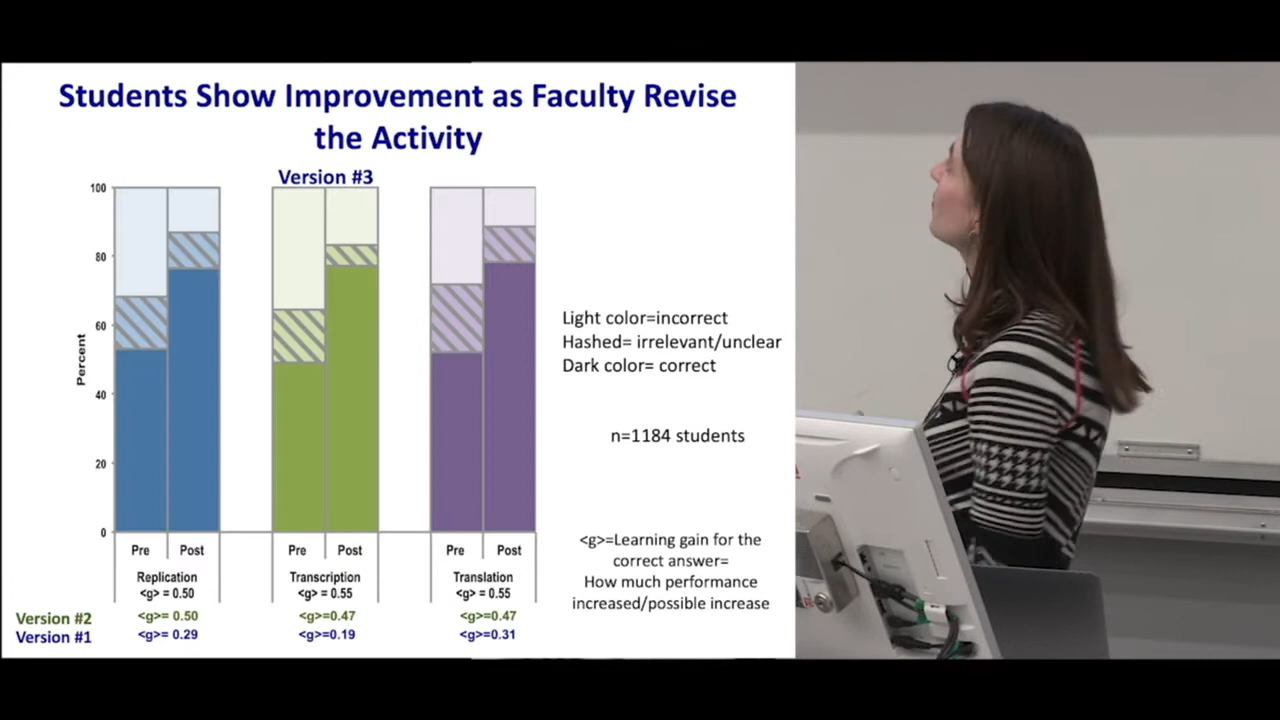 Students Show Improvement as Faculty Revise
the Activity
Version #3
100
80
60
40
20
0
Percent
Light color=incorrect
Hashed= irrelevant/unclear
Dark color= correct
n=1184 students
<g>=Learning gain for the
correct answer=
How much performance
increased/possible increase
Pre Post Pre Post Pre Post
Replication Transcription Translation
<g> = 0.50 <g> = 0.55 <g> = 0.55
Version #2 <g>= 0.50 <g>=0.47 <g>=0.47
Version #1 <g>= 0.29 <g>=0.19 <g>=0.31